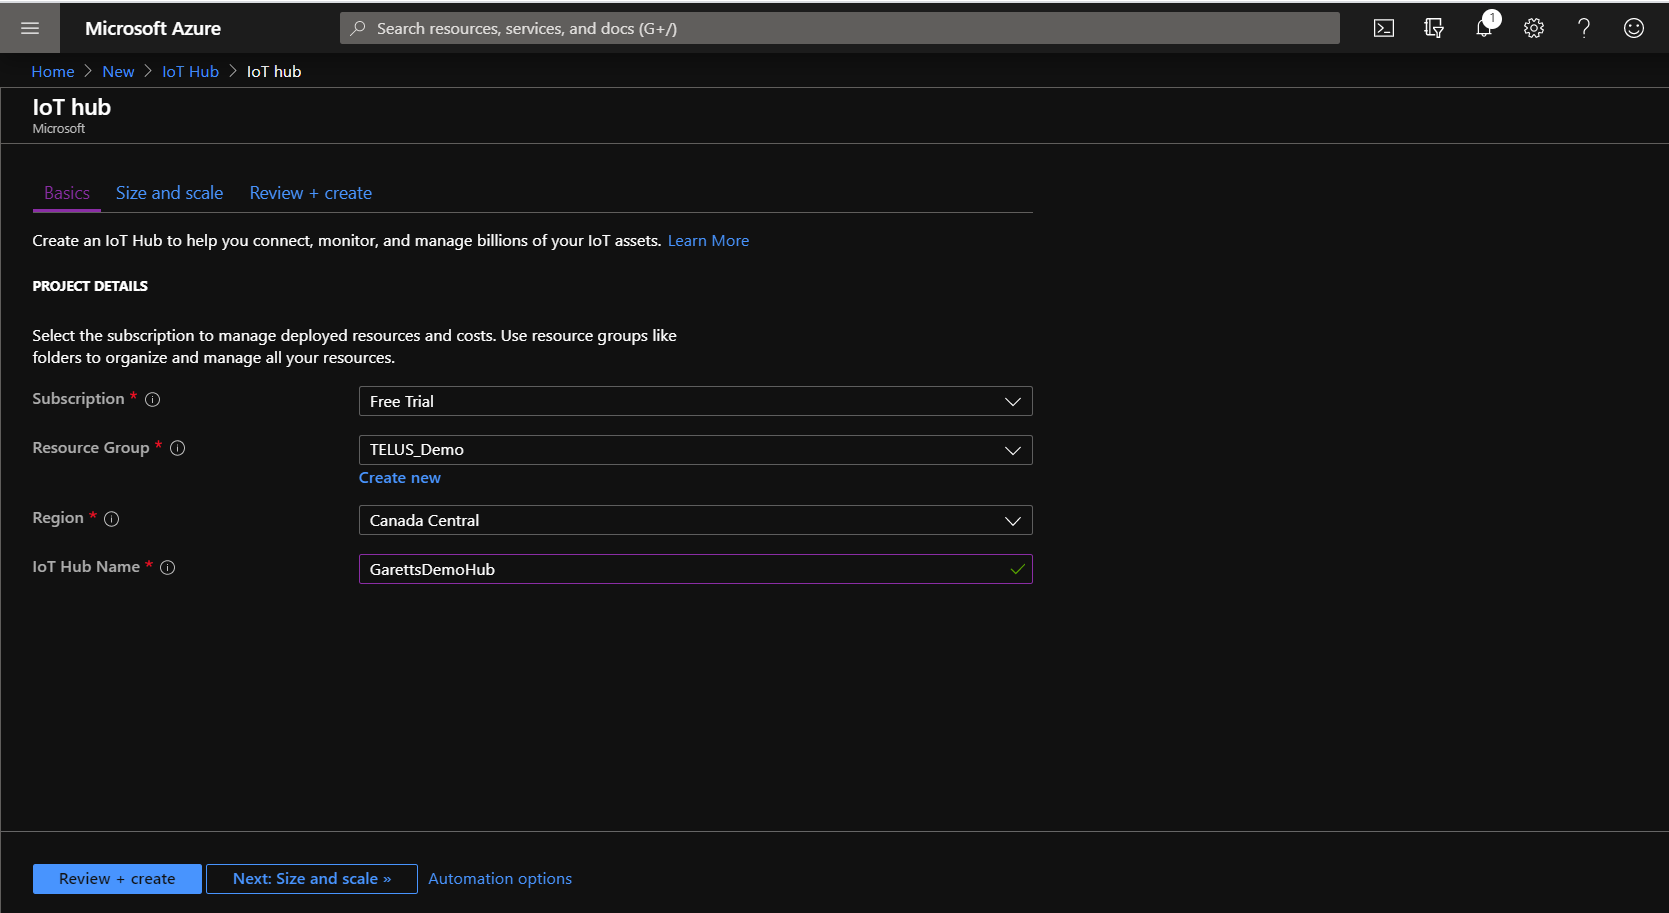 Microsoft Azure
Search resources, services, and docs (G+/)
1
Home > New > IoT Hub > IoT hub
IoT hub
Microsoft
Basics Size and scale Review + create
Create an IoT Hub to help you connect, monitor, and manage billions of your IoT assets. Learn More
PROJECT DETAILS
Select the subscription to manage deployed resources and costs. Use resource groups like
folders to organize and manage all your resources.
Subscription *
Free Trial
Resource Group *
TELUS_Demo
Create new
Region *
Canada Central
IoT Hub Name *
GarettsDemoHub
Review + create
Next: Size and scale »
Automation options